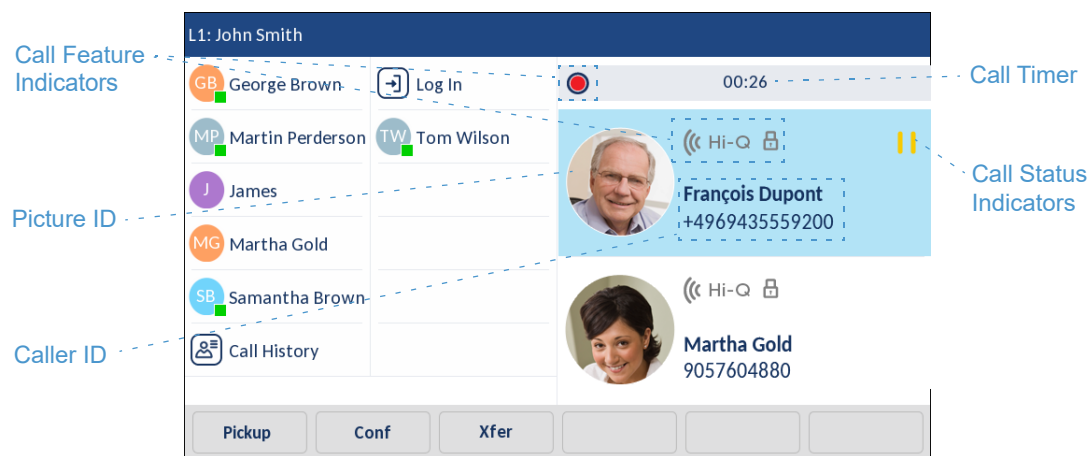 L1: John Smith
Call Feature
Indicators
GB George Brown
Log In
00:26
Call Timer
MP Martin Perderson
TW Tom Wilson
Hi-Q
Call Status
Indicators
J James
François Dupont
+4969435559200
Picture ID
MG Martha Gold
SB Samantha Brown
Hi-Q
Caller ID
Call History
Martha Gold
9057604880
Pickup
Conf
Xfer